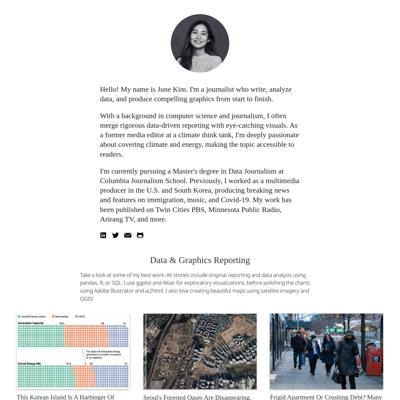 Hello! My name is June Kim. I'm a journalist who write, analyze
data, and produce compelling graphics from start to finish.
With a background in computer science and journalism, I often
merge rigorous data-driven reporting with eye-catching visuals. As
a former media editor at a climate think tank, I'm deeply passionate
about covering climate and energy, making the topic accessible to
readers.
I'm currently pursuing a Master's degree in Data Journalism at
Columbia Journalism School. Previously, I worked as a multimedia
producer in the U.S. and South Korea, producing breaking news
and features on immigration, music, and Covid-19. My work has
been published on Twin Cities PBS, Minnesota Public Radio,
Arirang TV, and more.
Data & Graphics Reporting
Take a look at some of my best work. All stories include original reporting and data analysis using
pandas, R, or SQL. I use ggplot and Altair for exploratory visualizations, before polishing the charts
using Adobe Illustrator and ai2html. I also love creating beautiful maps using satellite imagery and
QGIS!
Generation Capacity
Actual Energy Mix
This Korean Island Is A Harbinger Of
Seoul's Forested Oases Are Disappearing.
Frigid Apartment Or Crushing Debt? Many